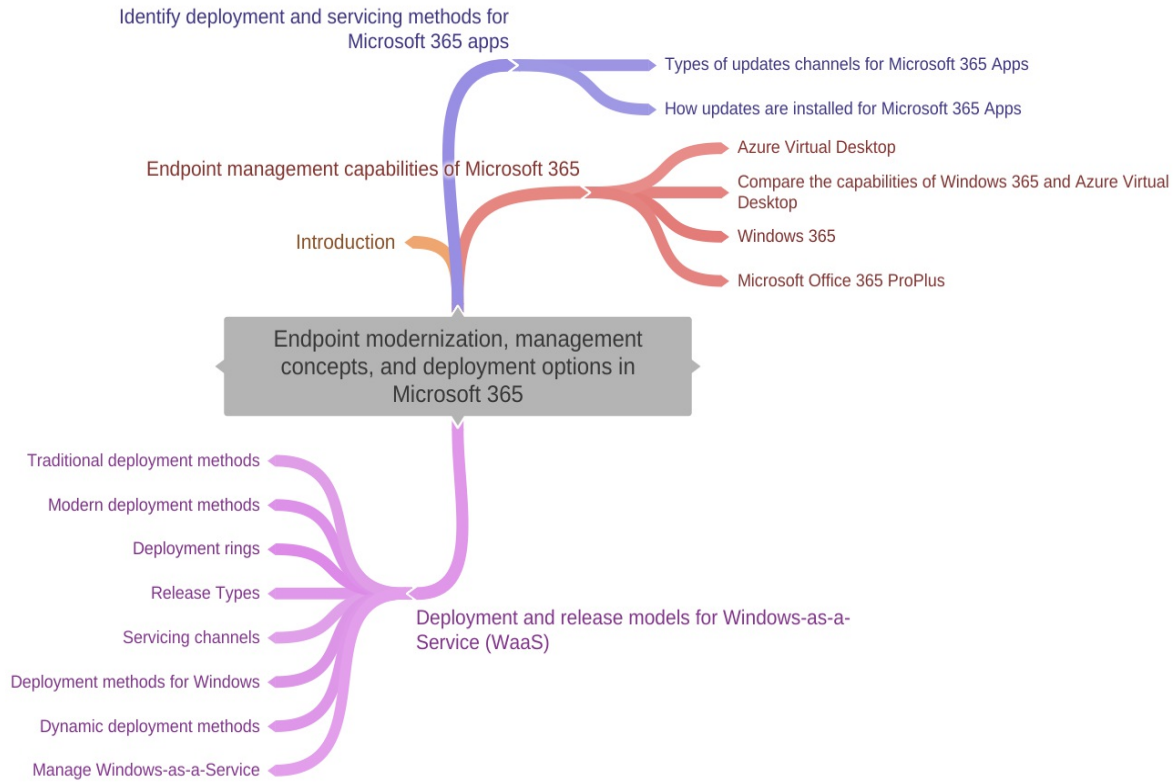 Identify deployment and servicing methods for
Microsoft 365 apps
Types of updates channels for Microsoft 365 Apps
How updates are installed for Microsoft 365 Apps
Endpoint management capabilities of Microsoft 365
Azure Virtual Desktop
Compare the capabilities of Windows 365 and Azure Virtual
Desktop
Windows 365
Microsoft Office 365 ProPlus
Introduction
Endpoint modernization, management
concepts, and deployment options in
Microsoft 365
Traditional deployment methods
Modern deployment methods
Deployment rings
Release Types
Servicing channels
Deployment methods for Windows
Dynamic deployment methods
Manage Windows-as-a-Service
Deployment and release models for Windows-as-a-
Service (WaaS)